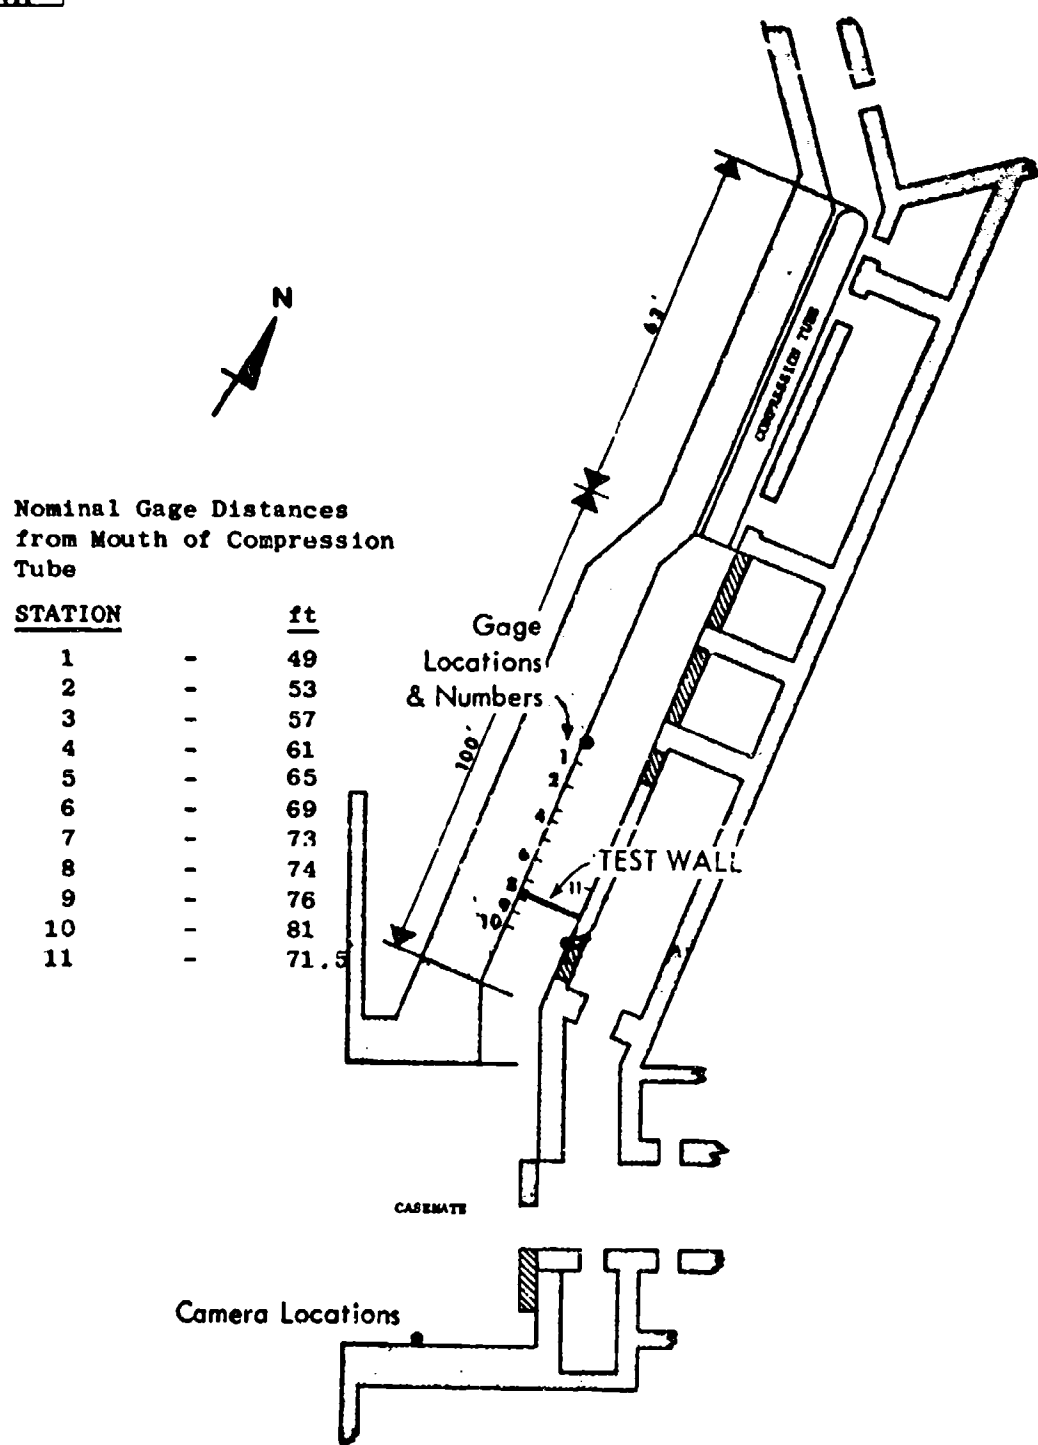 N
63'
COMPRESSION TUBE
Nominal Gage Distances
from Mouth of Compression
Tube
STATION ft
1 - 49
2 - 53
3 - 57
4 - 61
5 - 65
6 - 69
7 - 73
8 - 74
9 - 76
10 - 81
11 - 71.5
Gage
Locations
& Numbers
100'
1
2
4
6
8
9
10
11
TEST WALL
CASEMATE
Camera Locations